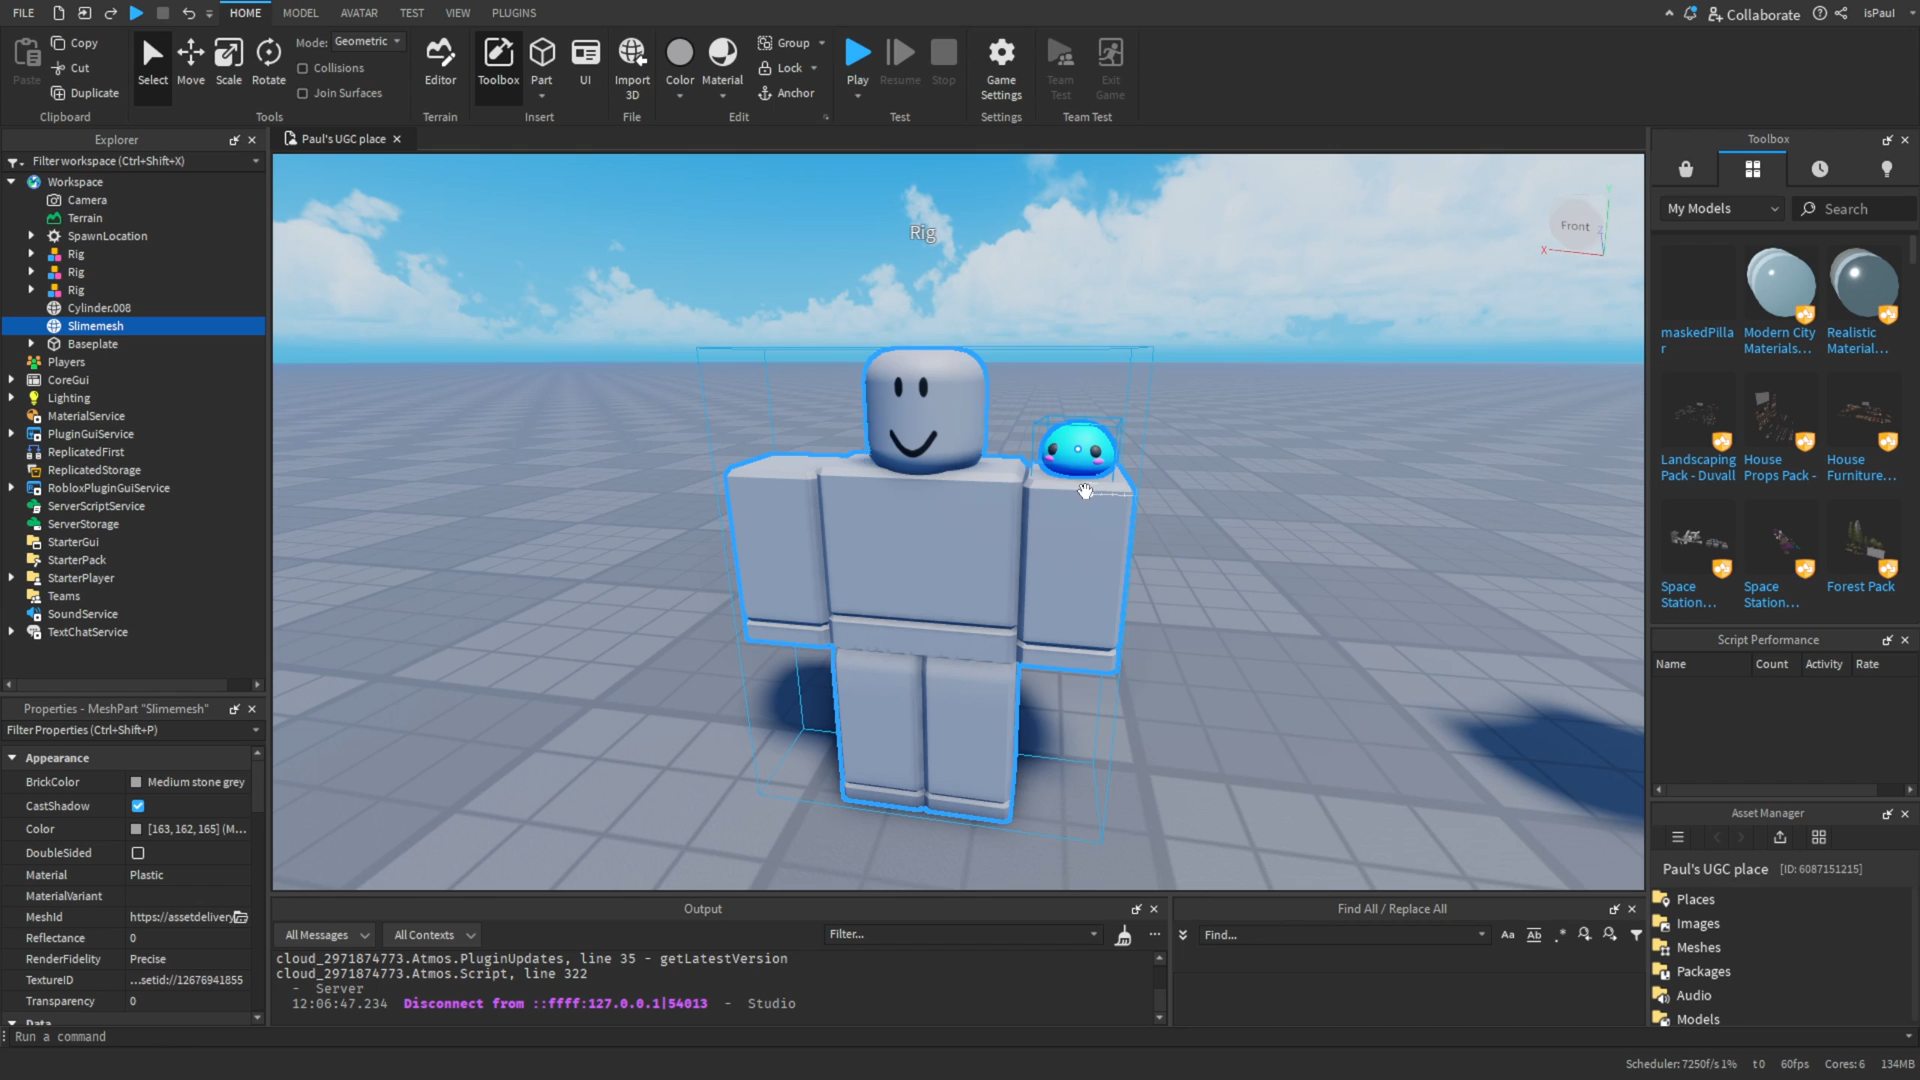 FILE
HOME
MODEL
AVATAR
TEST
VIEW
PLUGINS
Collaborate
isPaul
Paste
Copy
Cut
Duplicate
Clipboard
Select
Move
Scale
Rotate
Mode:
Geometric
Collisions
Join Surfaces
Tools
Editor
Terrain
Toolbox
Part
UI
Insert
Import
3D
File
Color
Material
Group
Lock
Anchor
Edit
Play
Resume
Stop
Test
Game
Settings
Settings
Team
Test
Exit
Game
Team Test
Explorer
Filter workspace (Ctrl+Shift+X)
Workspace
Camera
Terrain
SpawnLocation
Rig
Rig
Rig
Cylinder.008
Slimemesh
Baseplate
Players
CoreGui
Lighting
MaterialService
PluginGuiService
ReplicatedFirst
ReplicatedStorage
RobloxPluginGuiService
ServerScriptService
ServerStorage
StarterGui
StarterPack
StarterPlayer
Teams
SoundService
TextChatService
Properties - MeshPart "Slimemesh"
Filter Properties (Ctrl+Shift+P)
Appearance
BrickColor
Medium stone grey
CastShadow
Color
[163, 162, 165] (M...
DoubleSided
Material
Plastic
MaterialVariant
MeshId
https://assetdelivery
Reflectance
0
RenderFidelity
Precise
TextureID
...setid://12676941855
Transparency
0
Data
Paul's UGC place
Rig
Front
X
Y
Z
Output
All Messages
All Contexts
Filter...
cloud_2971874773.Atmos.PluginUpdates, line 35 - getLatestVersion
cloud_2971874773.Atmos.Script, line 322
- Server
12:06:47.234 Disconnect from ::ffff:127.0.0.1|54013 - Studio
Find All / Replace All
Find...
Aa
Ab
.*
Toolbox
My Models
Search
maskedPilla
r
Modern City
Materials...
Realistic
Material...
Landscaping
Pack - Duvall
House
Props Pack -
House
Furniture...
Space
Station...
Space
Station...
Forest Pack
Script Performance
Name
Count
Activity
Rate
Asset Manager
Paul's UGC place
[ID: 6087151215]
Places
Images
Meshes
Packages
Audio
Models
Run a command
Scheduler: 7250f/s 1%
t 0
60fps
Cores: 6
134MB